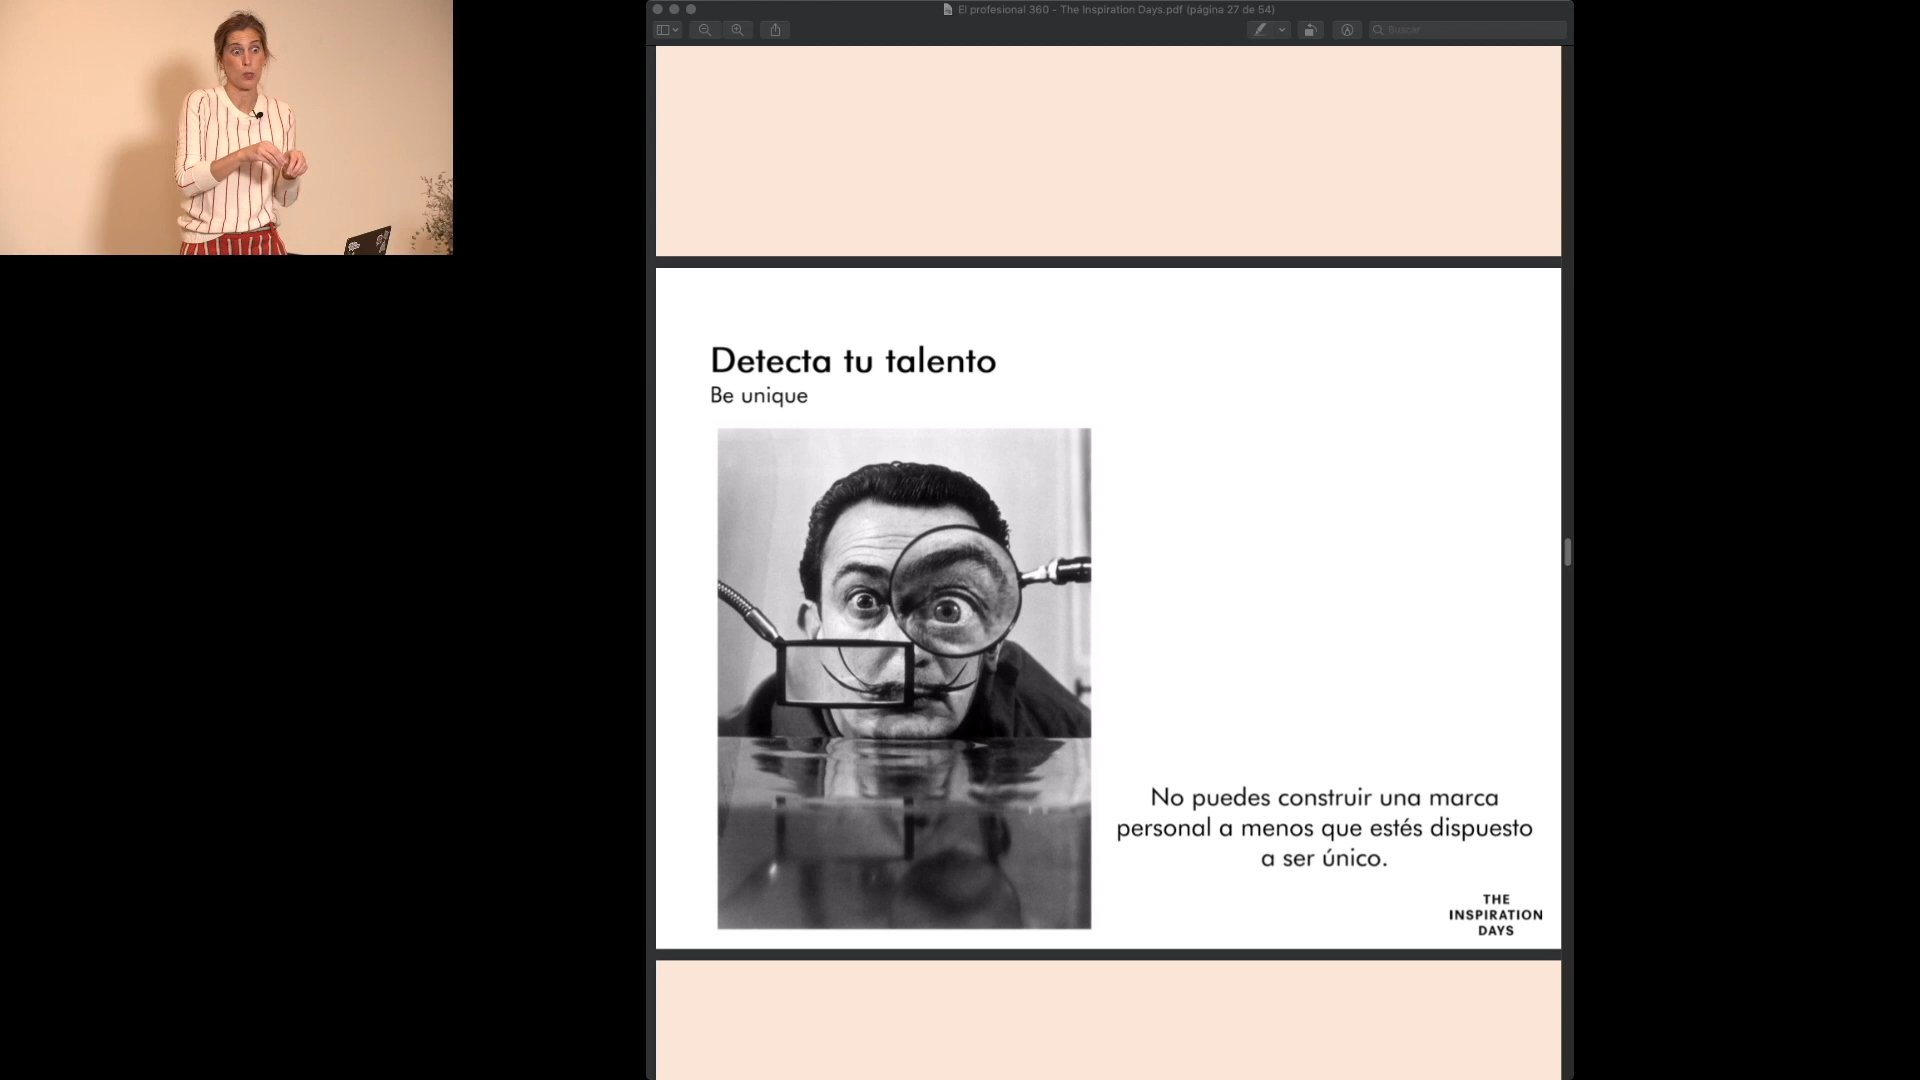 El profesional 360 - The Inspiration Days.pdf (página 27 de 54)
Buscar
Detecta tu talento
Be unique
No puedes construir una marca
personal a menos que estés dispuesto
a ser único.
THE
INSPIRATION
DAYS